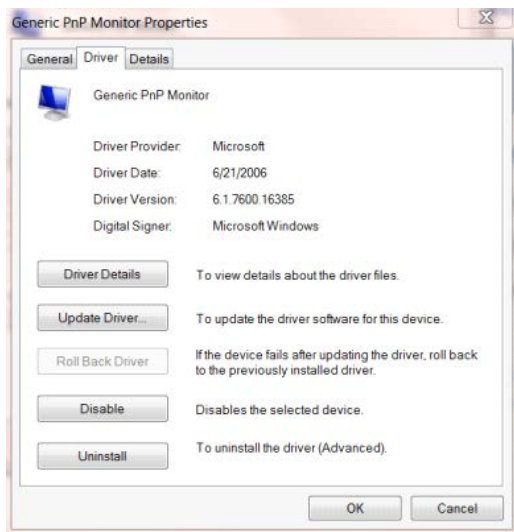 Generic PnP Monitor Properties
General Driver Details
Generic PnP Monitor
Driver Provider: Microsoft
Driver Date: 6/21/2006
Driver Version: 6.1.7600.16385
Digital Signer: Microsoft Windows
Driver Details To view details about the driver files.
Update Driver... To update the driver software for this device.
Roll Back Driver If the device fails after updating the driver, roll back
to the previously installed driver.
Disable Disables the selected device.
Uninstall To uninstall the driver (Advanced).
OK Cancel